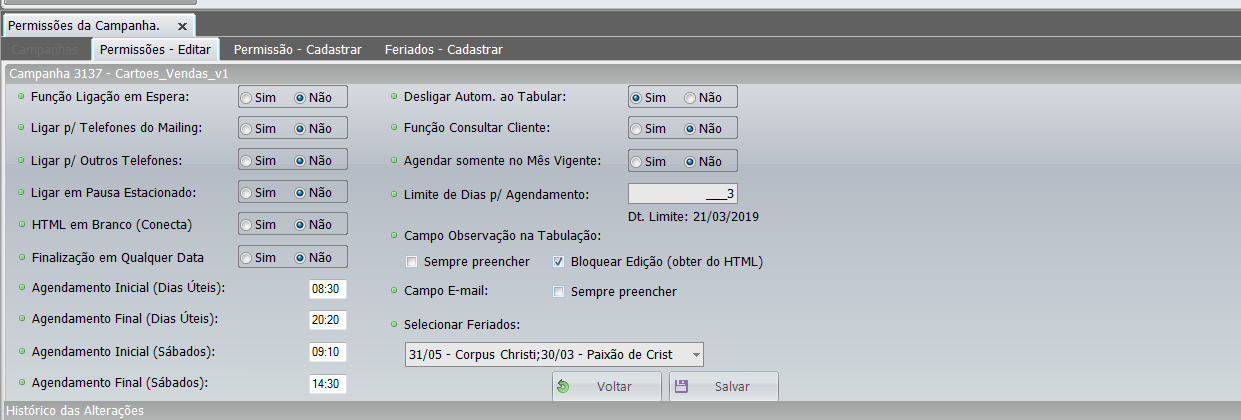 Permissões da Campanha. x
Campanhas Permissões - Editar Permissão - Cadastrar Feriados - Cadastrar
Campanha 3137 - Cartoes_Vendas_v1
Função Ligação em Espera: Sim Não
Ligar p/ Telefones do Mailing: Sim Não
Ligar p/ Outros Telefones: Sim Não
Ligar em Pausa Estacionado: Sim Não
HTML em Branco (Conecta) Sim Não
Finalização em Qualquer Data Sim Não
Agendamento Inicial (Dias Úteis): 08:30
Agendamento Final (Dias Úteis): 20:20
Agendamento Inicial (Sábados): 09:10
Agendamento Final (Sábados): 14:30
Desligar Autom. ao Tabular: Sim Não
Função Consultar Cliente: Sim Não
Agendar somente no Mês Vigente: Sim Não
Limite de Dias p/ Agendamento: ___3
Dt. Limite: 21/03/2019
Campo Observação na Tabulação:
Sempre preencher Bloquear Edição (obter do HTML)
Campo E-mail: Sempre preencher
Selecionar Feriados:
31/05 - Corpus Christi;30/03 - Paixão de Crist
Voltar Salvar
Histórico das Alterações